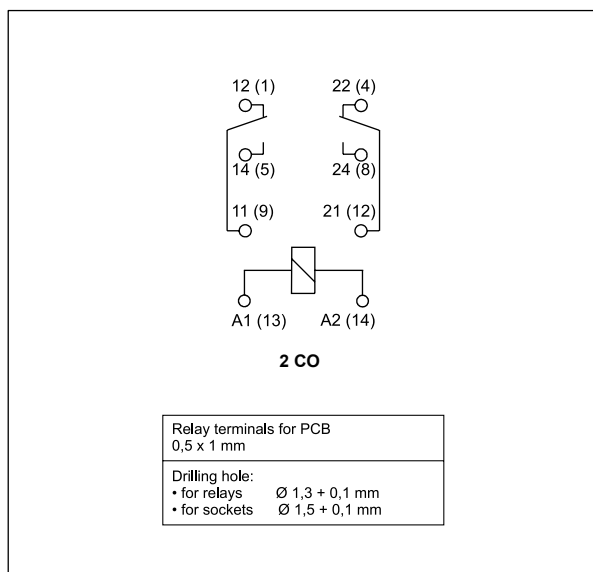 12 (1) 22 (4)
14 (5) 24 (8)
11 (9) 21 (12)
A1 (13) A2 (14)
2 CO
Relay terminals for PCB
0,5 x 1 mm
Drilling hole:
• for relays Ø 1,3 + 0,1 mm
• for sockets Ø 1,5 + 0,1 mm